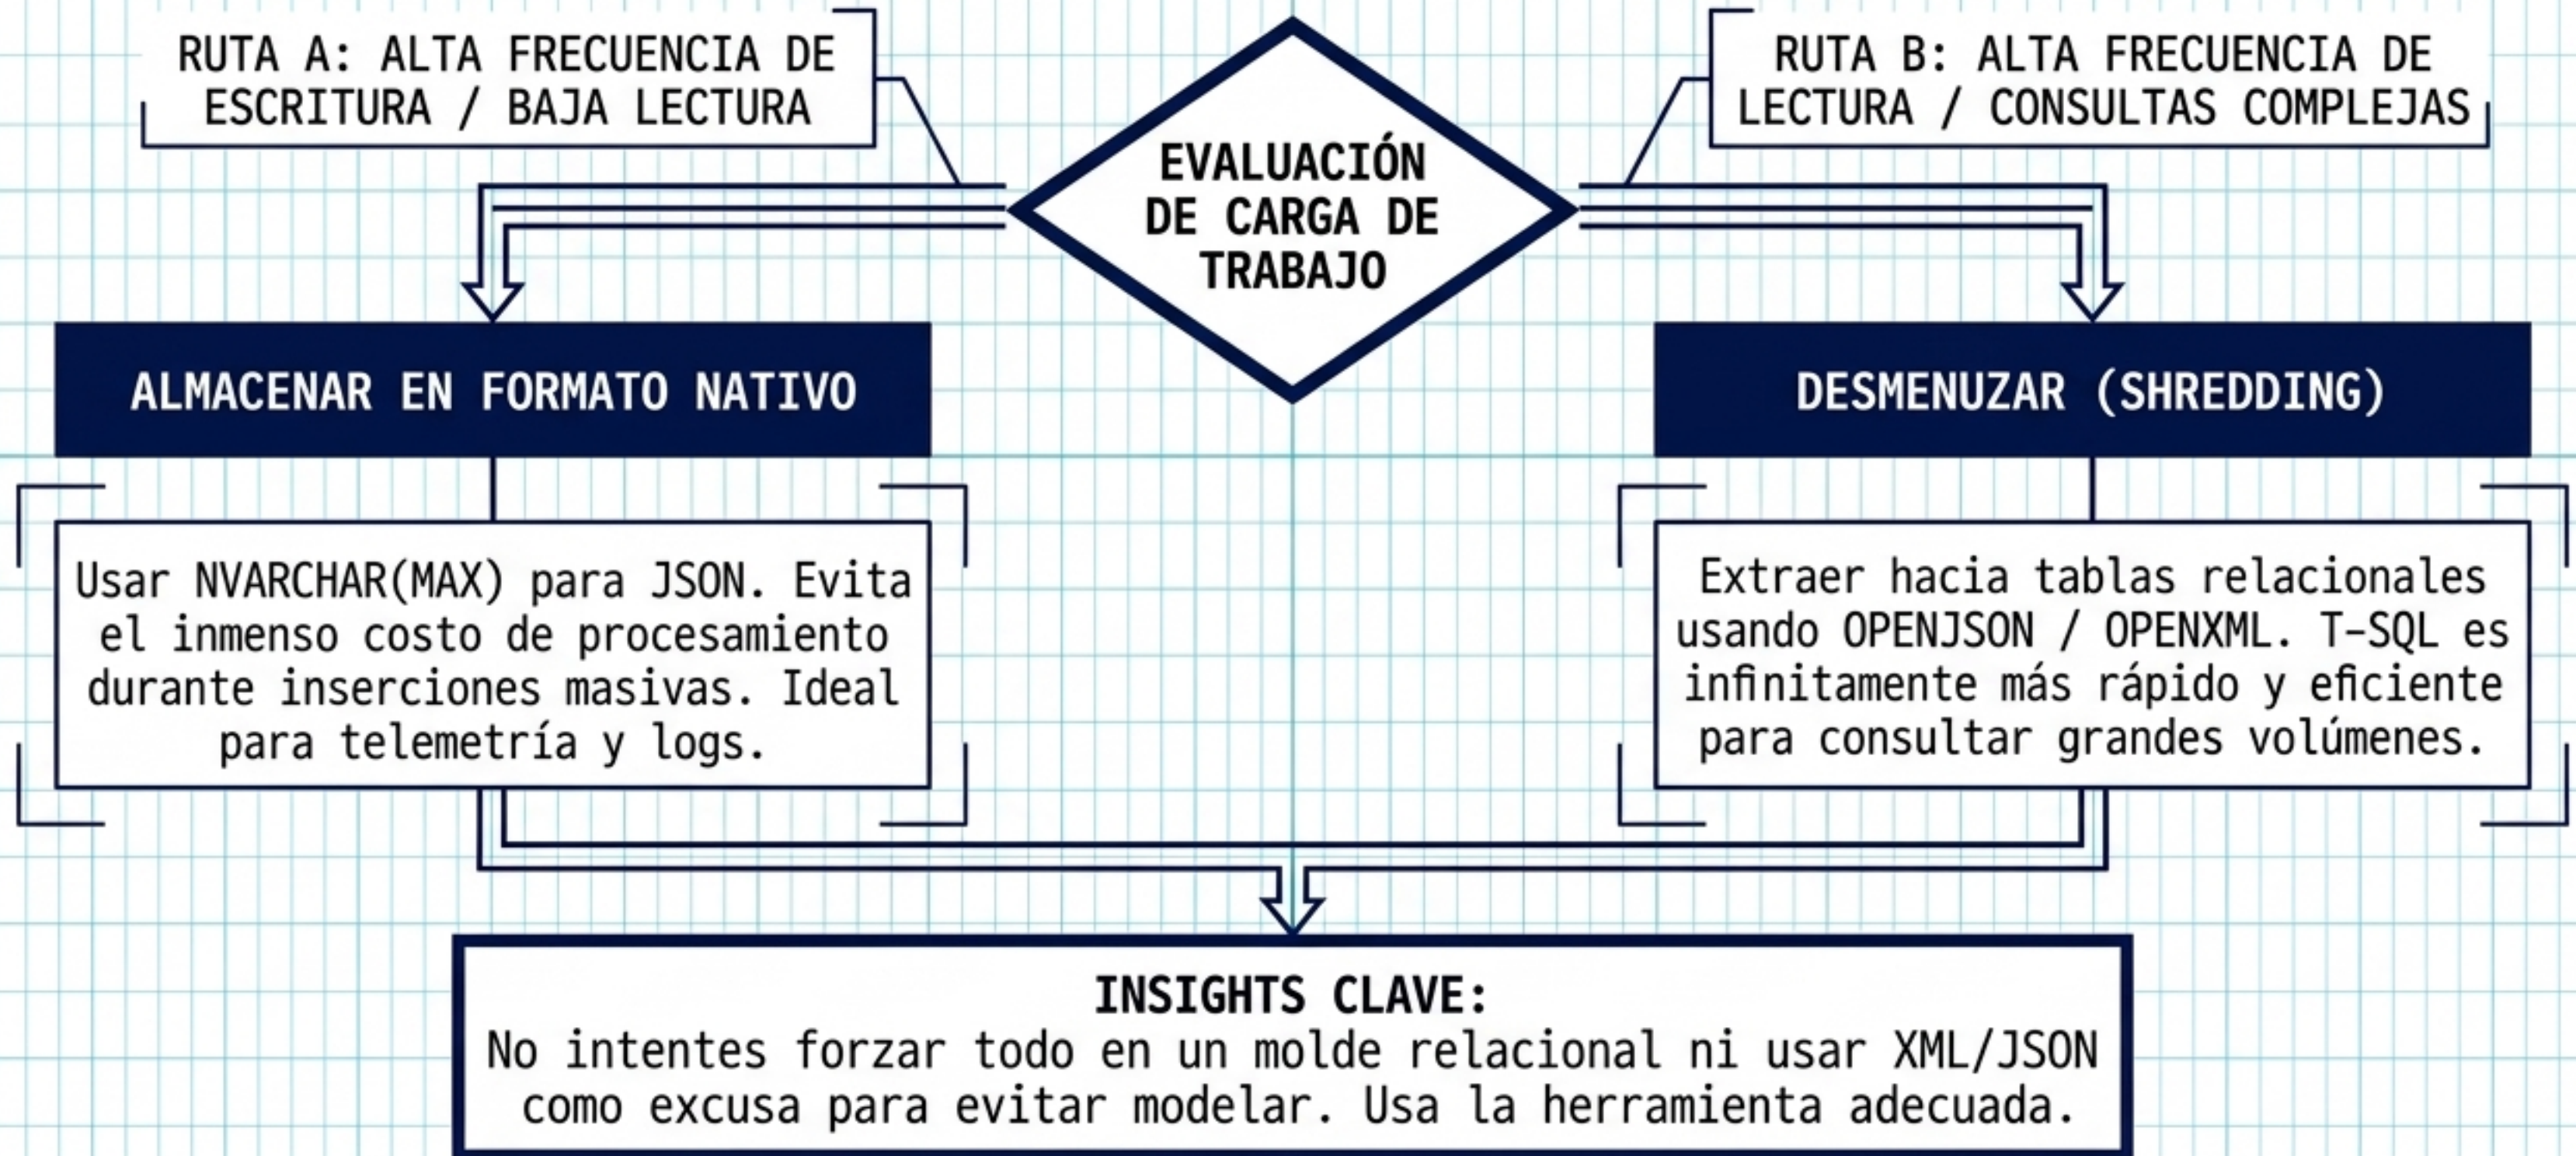 RUTA A: ALTA FRECUENCIA DE
ESCRITURA / BAJA LECTURA
EVALUACIÓN
DE CARGA DE
TRABAJO
RUTA B: ALTA FRECUENCIA DE
LECTURA / CONSULTAS COMPLEJAS
ALMACENAR EN FORMATO NATIVO
Usar NVARCHAR(MAX) para JSON. Evita
el inmenso costo de procesamiento
durante inserciones masivas. Ideal
para telemetría y logs.
DESMENUZAR (SHREDDING)
Extraer hacia tablas relacionales
usando OPENJSON / OPENXML. T-SQL es
infinitamente más rápido y eficiente
para consultar grandes volúmenes.
INSIGHTS CLAVE:
No intentes forzar todo en un molde relacional ni usar XML/JSON
como excusa para evitar modelar. Usa la herramienta adecuada.